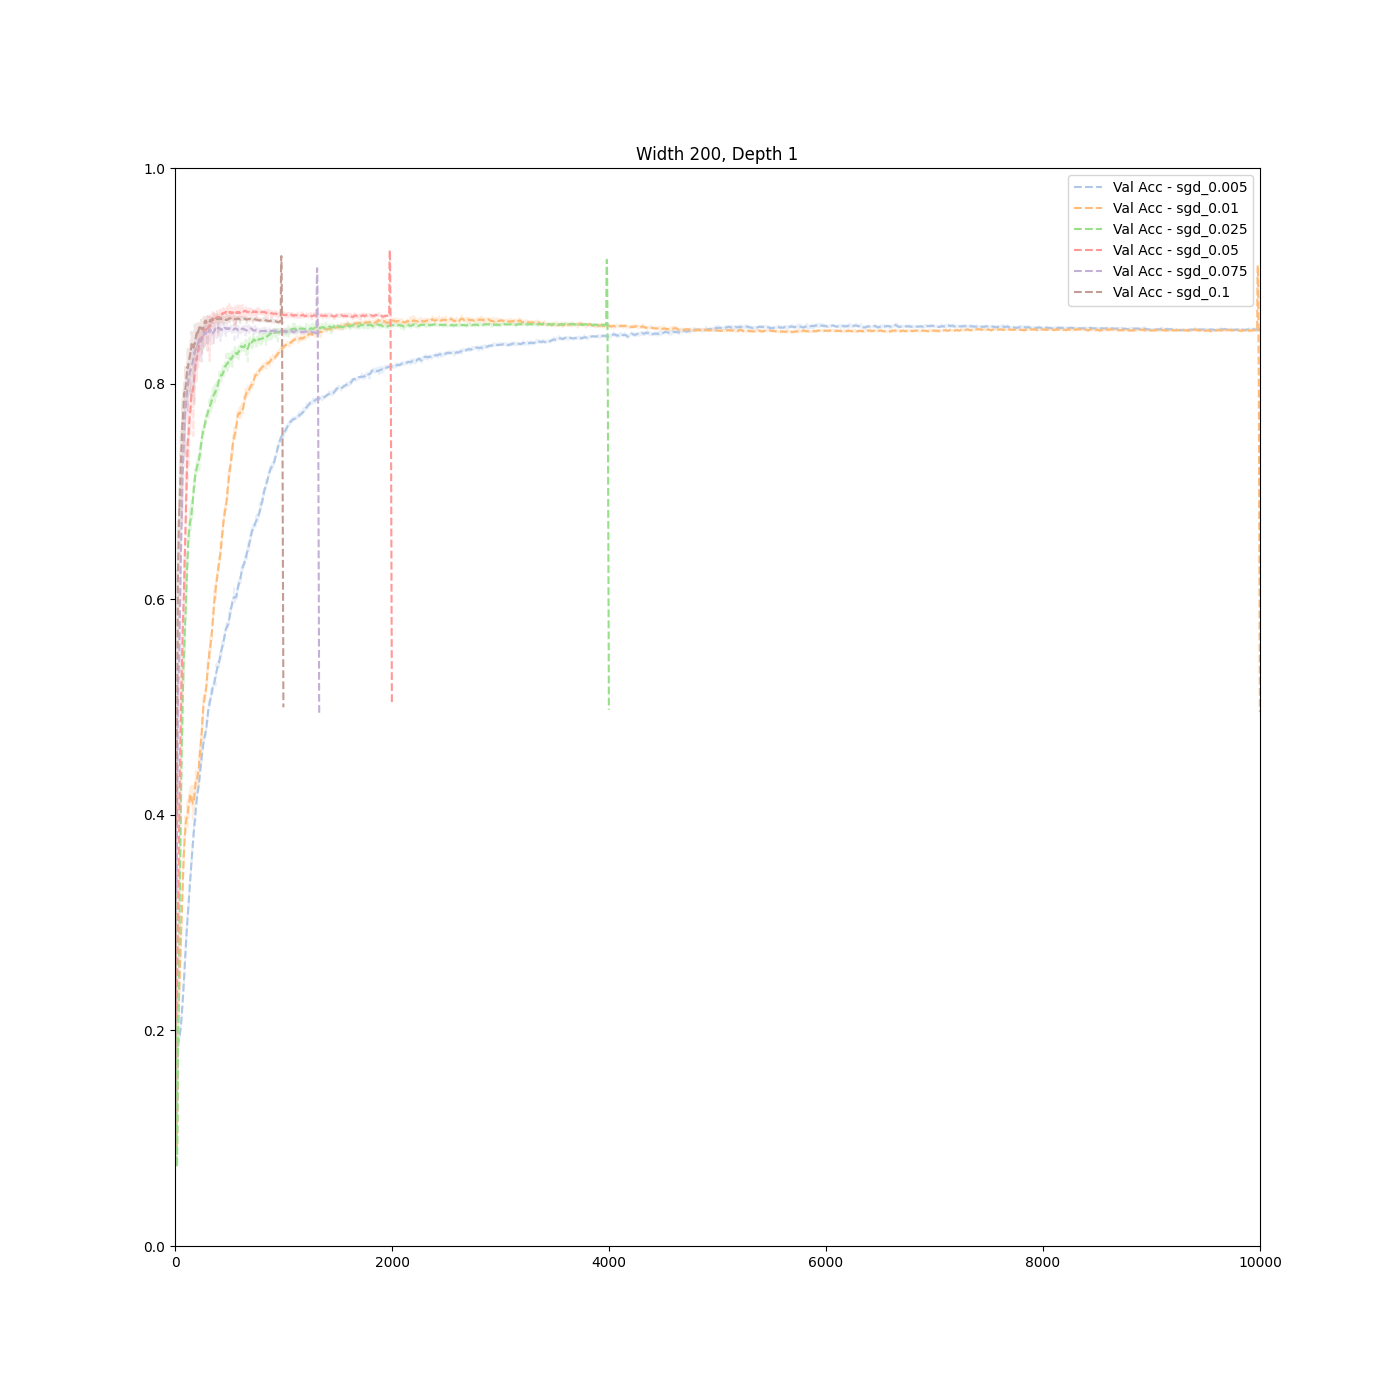 Width 200, Depth 1
1.0
0.8
0.6
0.4
0.2
0.0
0
2000
4000
6000
8000
10000
Val Acc - sgd_0.005
Val Acc - sgd_0.01
Val Acc - sgd_0.025
Val Acc - sgd_0.05
Val Acc - sgd_0.075
Val Acc - sgd_0.1